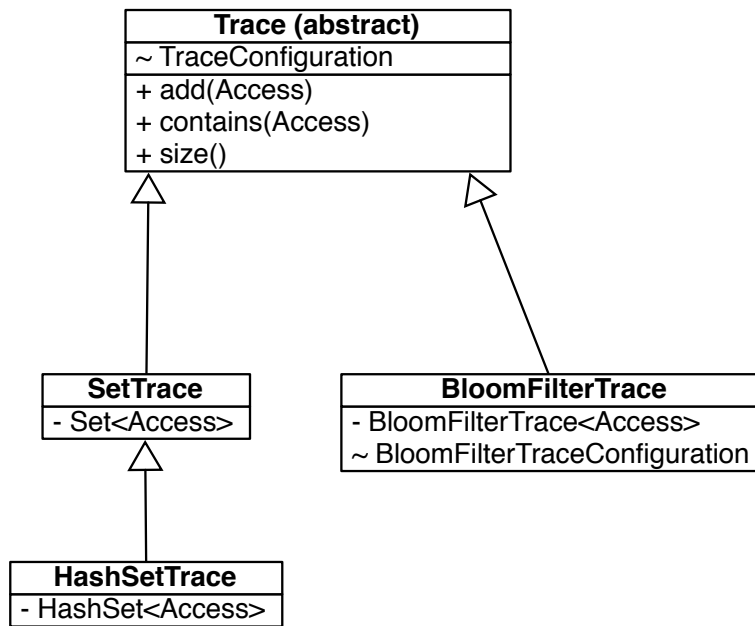 Trace (abstract)
~ TraceConfiguration
+ add(Access)
+ contains(Access)
+ size()
SetTrace
- Set<Access>
BloomFilterTrace
- BloomFilterTrace<Access>
~ BloomFilterTraceConfiguration
HashSetTrace
- HashSet<Access>